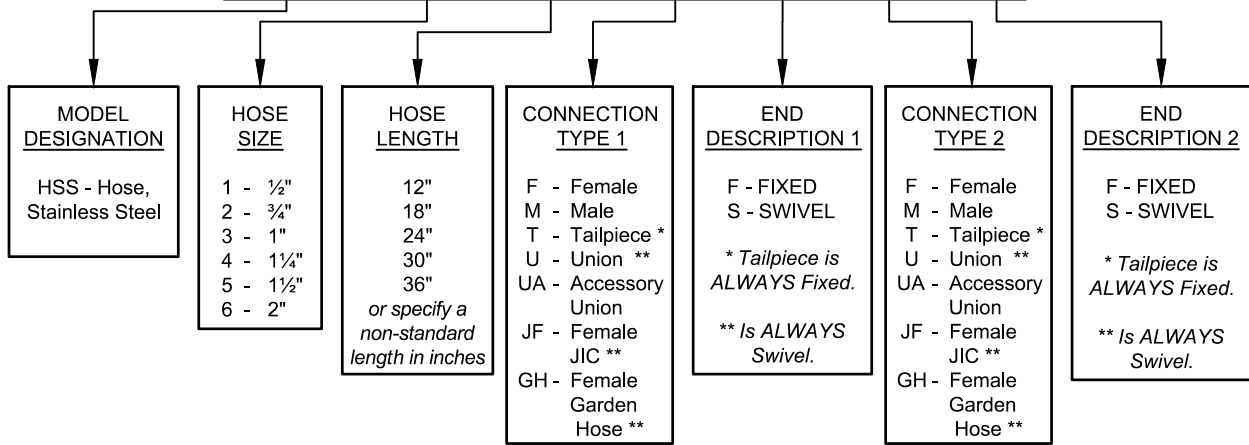 MODEL
DESIGNATION
HSS - Hose,
Stainless Steel
HOSE
SIZE
1 - ½"
2 - ¾"
3 - 1"
4 - 1¼"
5 - 1½"
6 - 2"
HOSE
LENGTH
12"
18"
24"
30"
36"
or specify a
non-standard
length in inches
CONNECTION
TYPE 1
F - Female
M - Male
T - Tailpiece *
U - Union **
UA - Accessory
Union
JF - Female
JIC **
GH - Female
Garden
Hose **
END
DESCRIPTION 1
F - FIXED
S - SWIVEL
* Tailpiece is
ALWAYS Fixed.
** Is ALWAYS
Swivel.
CONNECTION
TYPE 2
F - Female
M - Male
T - Tailpiece *
U - Union **
UA - Accessory
Union
JF - Female
JIC **
GH - Female
Garden
Hose **
END
DESCRIPTION 2
F - FIXED
S - SWIVEL
* Tailpiece is
ALWAYS Fixed.
** Is ALWAYS
Swivel.